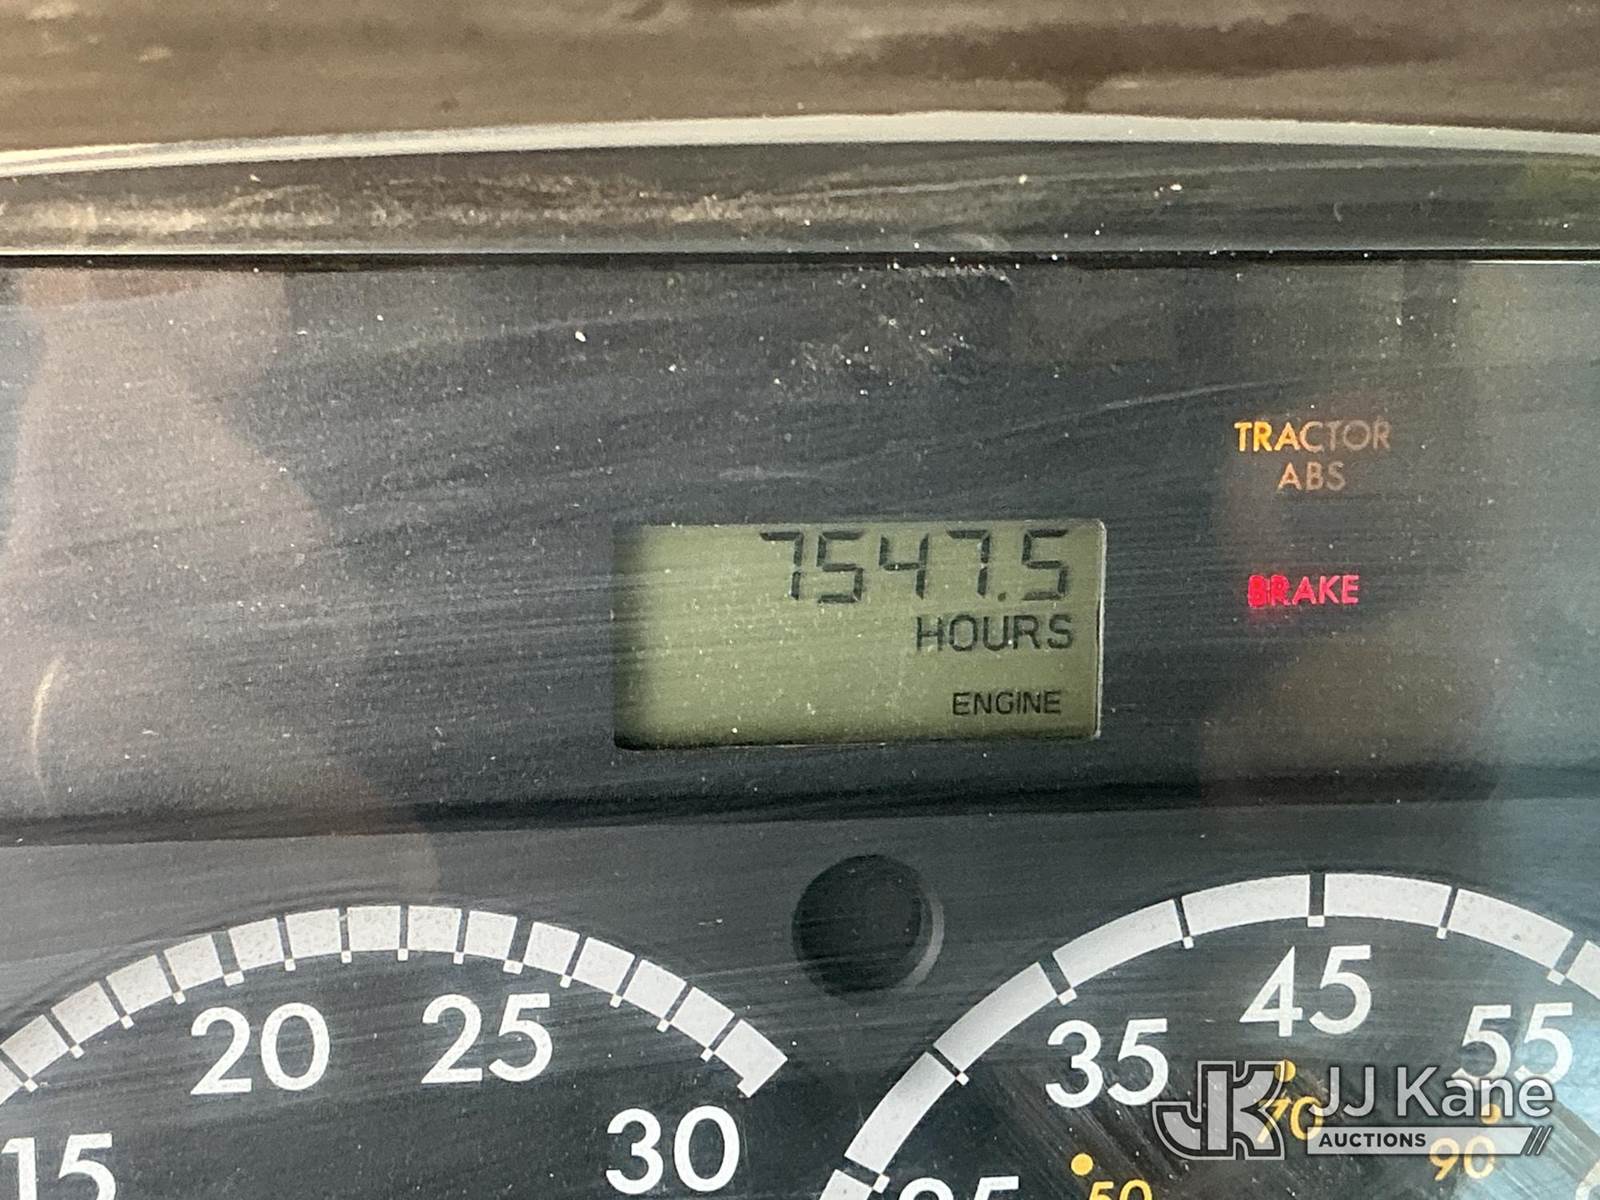 TRACTOR
ABS
7547.5
BRAKE
HOURS
ENGINE
15
20
25
30
35
45
55
50
70
90
JJ Kane
AUCTIONS